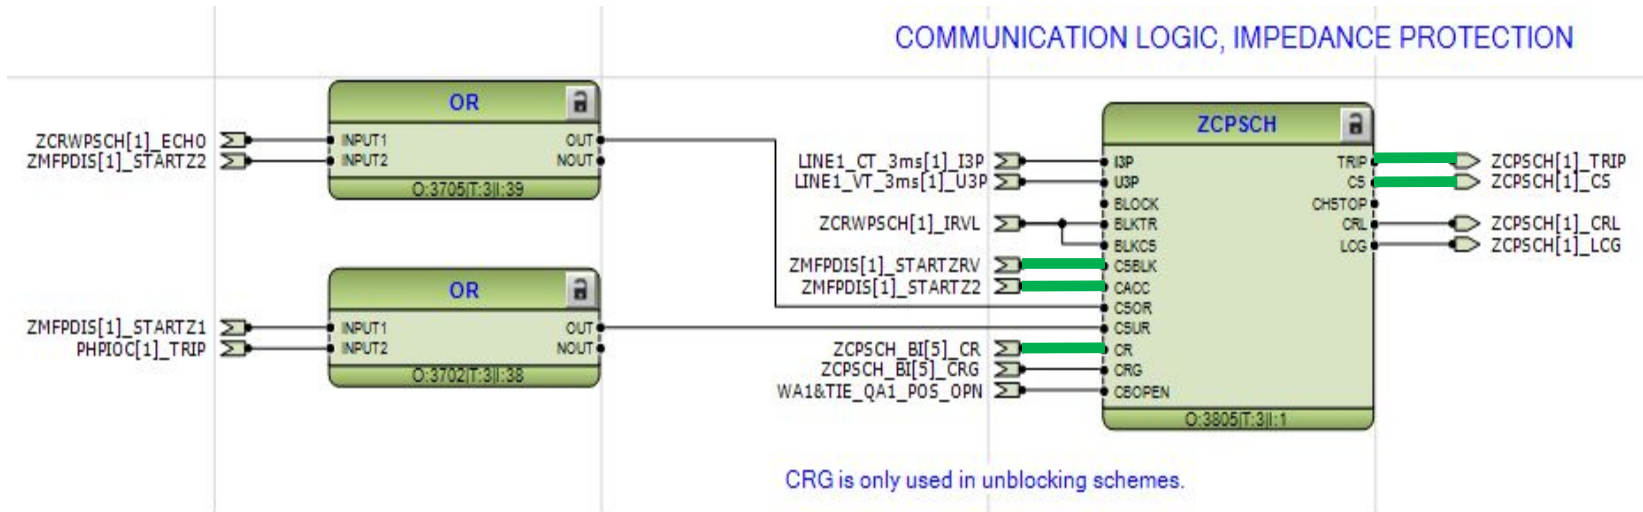 COMMUNICATION LOGIC, IMPEDANCE PROTECTION
OR
ZCRWPSCH[1]_ECHO
INPUT1
OUT
ZMFPDIS[1]_STARTZ2
INPUT2
NOUT
O:3705|T:3|I:39
OR
ZMFPDIS[1]_STARTZ1
INPUT1
OUT
PHPIOC[1]_TRIP
INPUT2
NOUT
O:3702|T:3|I:38
ZCPSCH
LINE1_CT_3ms[1]_I3P
I3P
TRIP
ZCPSCH[1]_TRIP
LINE1_VT_3ms[1]_U3P
U3P
CS
ZCPSCH[1]_CS
BLOCK
CHSTOP
ZCRWPSCH[1]_IRVL
BLKTR
CRL
ZCPSCH[1]_CRL
BLKCS
LCG
ZCPSCH[1]_LCG
ZMFPDIS[1]_STARTZRV
CSBLK
ZMFPDIS[1]_STARTZ2
CACC
CSOR
CSUR
ZCPSCH_BI[5]_CR
CR
ZCPSCH_BI[5]_CRG
CRG
WA1&TIE_QA1_POS_OPN
CBOPEN
O:3805|T:3|I:1
CRG is only used in unblocking schemes.